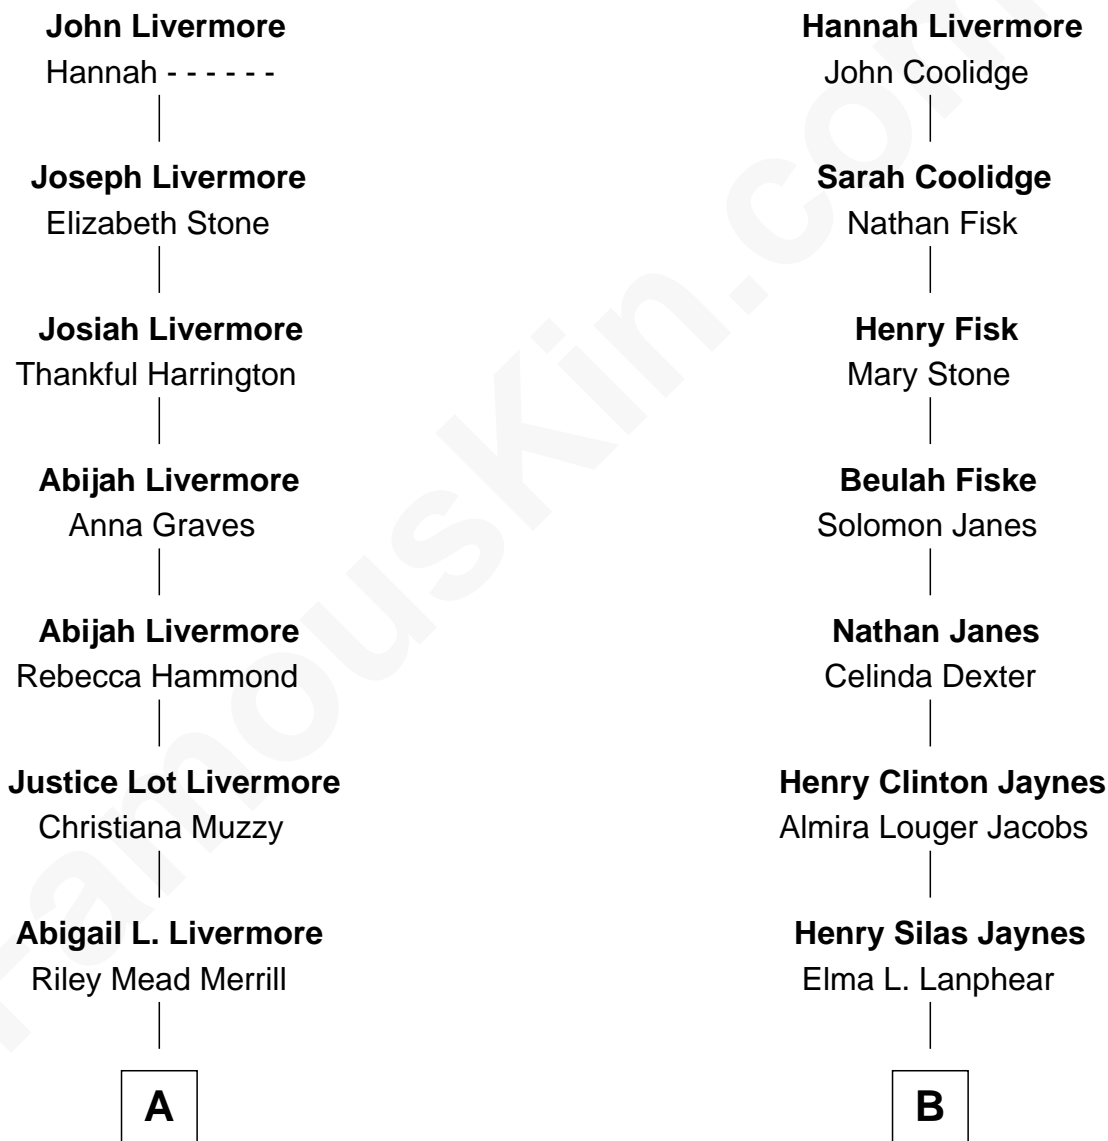 John Livermore
Hannah - - - - - -
Joseph Livermore
Elizabeth Stone
Josiah Livermore
Thankful Harrington
Abijah Livermore
Anna Graves
Abijah Livermore
Rebecca Hammond
Justice Lot Livermore
Christiana Muzzy
Abigail L. Livermore
Riley Mead Merrill
A
Hannah Livermore
John Coolidge
Sarah Coolidge
Nathan Fisk
Henry Fisk
Mary Stone
Beulah Fiske
Solomon Janes
Nathan Janes
Celinda Dexter
Henry Clinton Jaynes
Almira Louger Jacobs
Henry Silas Jaynes
Elma L. Lanphear
B
FamousKin.com